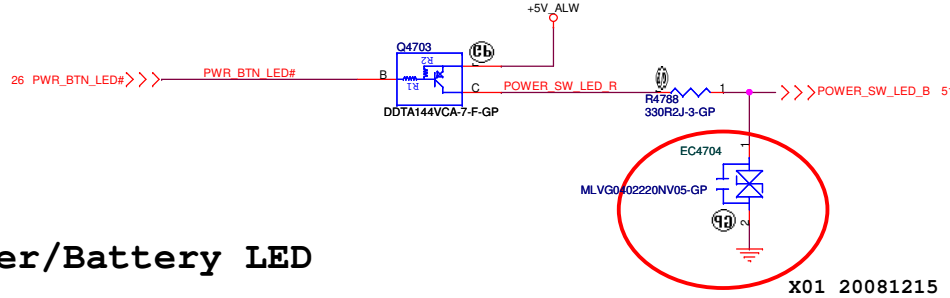 +5V_ALW
Q4703
R2
26 PWR_BTN_LED#
PWR_BTN_LED#
B
R1
C
POWER_SW_LED_R
1
POWER_SW_LED_B 51
DDTA144VCA-7-F-GP
R4788
330R2J-3-GP
EC4704
1
MLVG0402220NV05-GP
2
er/Battery LED
X01 20081215